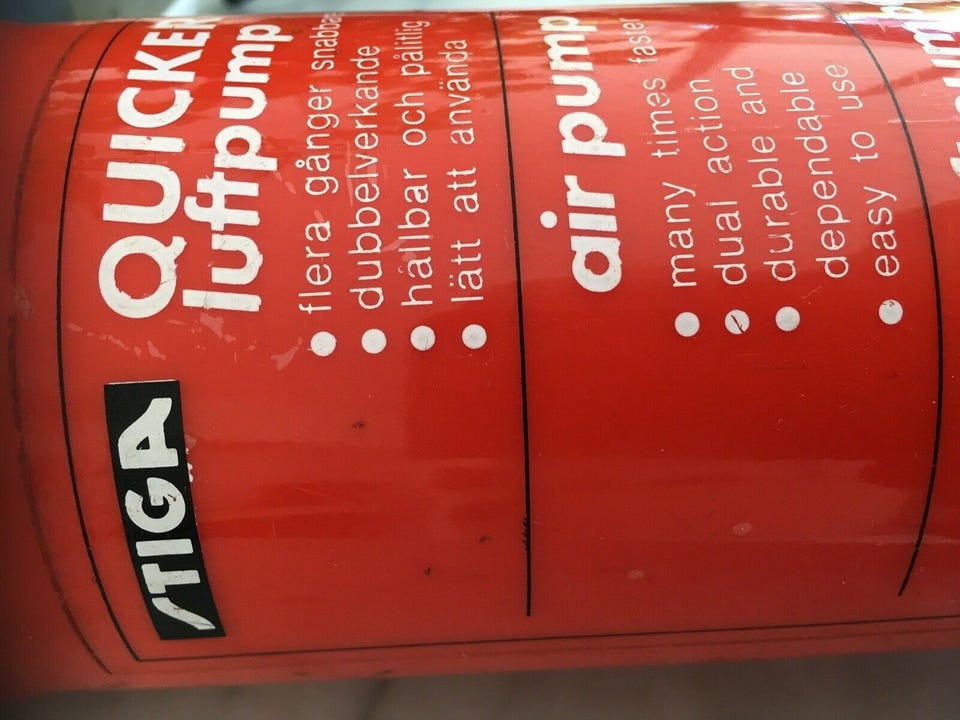 STIGA
QUICKER
luftpump
flera gånger snabbare
dubbelverkande
hållbar och pålitlig
lätt att använda
air pump
many times faster
dual action
durable and
dependable
easy to use